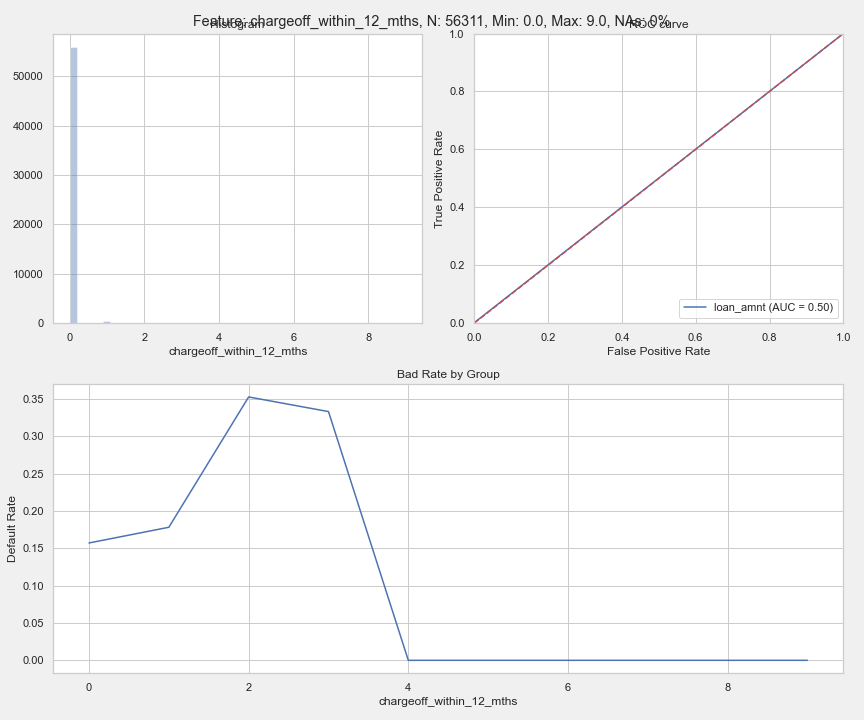 Feature: chargeoff_within_12_mths, N: 56311, Min: 0.0, Max: 9.0, NAs: 0%
Histogram
50000
40000
30000
20000
10000
0
0 2 4 6 8
chargeoff_within_12_mths
ROC curve
True Positive Rate
1.0
0.8
0.6
0.4
0.2
0.0
loan_amnt (AUC = 0.50)
0.0 0.2 0.4 0.6 0.8 1.0
False Positive Rate
Bad Rate by Group
Default Rate
0.35
0.30
0.25
0.20
0.15
0.10
0.05
0.00
0 2 4 6 8
chargeoff_within_12_mths